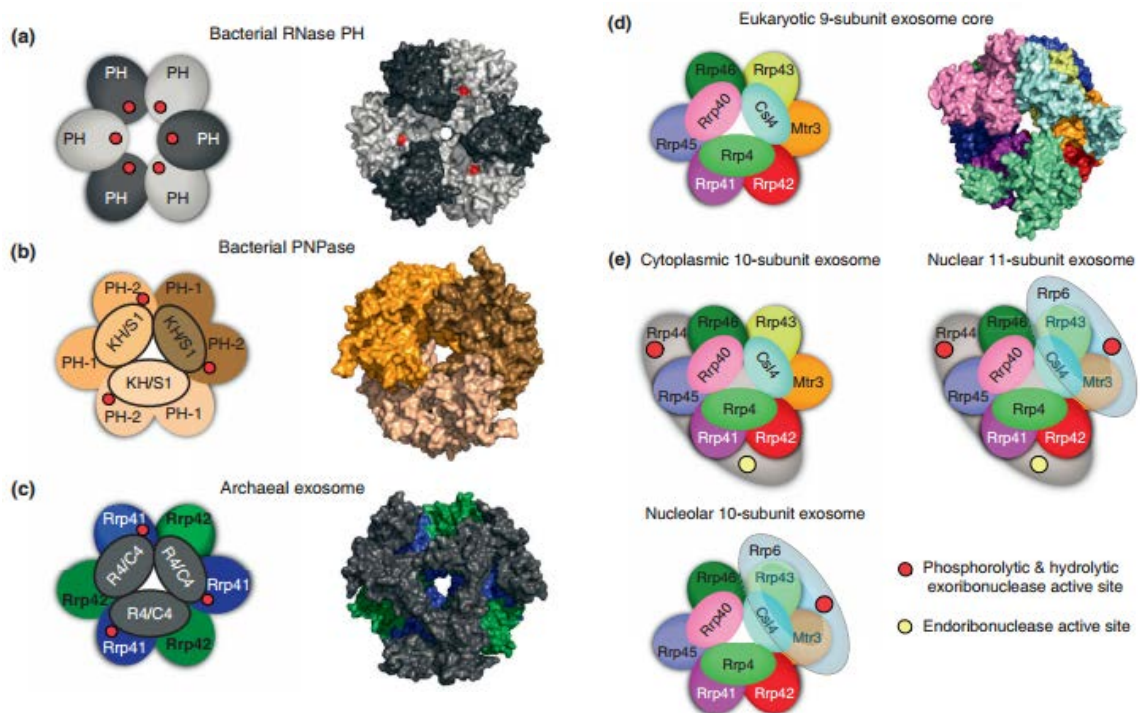 (a)
Bacterial RNase PH
PH
PH
PH
PH
PH
PH
(b)
Bacterial PNPase
PH-2
PH-1
KH/S1
KH/S1
PH-1
PH-2
KH/S1
PH-2
PH-1
(c)
Archaeal exosome
Rrp41
Rrp42
R4/C4
R4/C4
Rrp42
Rrp41
R4/C4
Rrp41
Rrp42
(d)
Eukaryotic 9-subunit exosome core
Rrp46
Rrp43
Rrp40
Csl4
Rrp45
Mtr3
Rrp4
Rrp41
Rrp42
(e)
Cytoplasmic 10-subunit exosome
Rrp44
Rrp46
Rrp43
Rrp40
Csl4
Rrp45
Mtr3
Rrp4
Rrp41
Rrp42
Nuclear 11-subunit exosome
Rrp6
Rrp44
Rrp46
Rrp43
Rrp40
Csl4
Rrp45
Mtr3
Rrp4
Rrp41
Rrp42
Nucleolar 10-subunit exosome
Rrp6
Rrp46
Rrp43
Rrp40
Csl4
Rrp45
Mtr3
Rrp4
Rrp41
Rrp42
Phosphorolytic & hydrolytic
exoribonuclease active site
Endoribonuclease active site